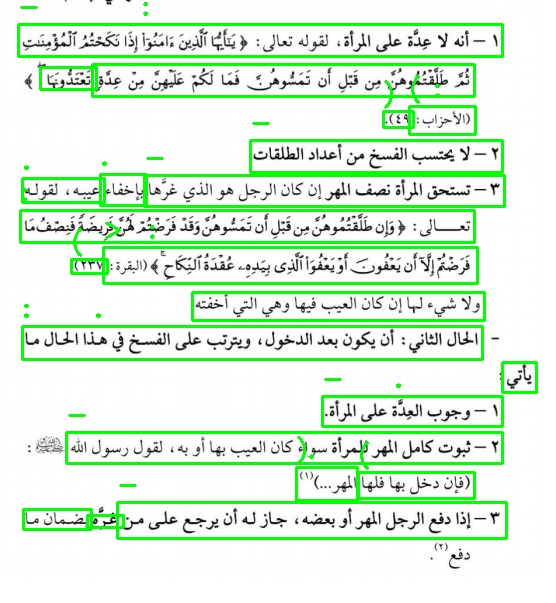 ١ – أنه لا عِدَّة على المرأة، لقوله تعالى: ﴿ يَٰٓأَيُّهَا ٱلَّذِينَ ءَامَنُوٓا۟ إِذَا نَكَحْتُمُ ٱلْمُؤْمِنَٰتِ
ثُمَّ طَلَّقْتُمُوهُنَّ مِن قَبْلِ أَن تَمَسُّوهُنَّ فَمَا لَكُمْ عَلَيْهِنَّ مِنْ عِدَّةٍ تَعْتَدُّونَهَا ۖ ﴾
(الأحزاب: ٤٩).
٢ – لا يحتسب الفسخ من أعداد الطلقات
٣ – تستحق المرأة نصف المهر إن كان الرجل هو الذي غرَّها بإخفاء عيبه، لقوله
تعـــالى: ﴿ وَإِن طَلَّقْتُمُوهُنَّ مِن قَبْلِ أَن تَمَسُّوهُنَّ وَقَدْ فَرَضْتُمْ لَهُنَّ فَرِيضَةً فَنِصْفُ مَا
فَرَضْتُمْ إِلَّآ أَن يَعْفُونَ أَوْ يَعْفُوَا۟ ٱلَّذِى بِيَدِهِۦ عُقْدَةُ ٱلنِّكَاحِ ۚ ﴾ (البقرة: ٢٣٧)
ولا شيء لها إن كان العيب فيها وهي التي أخفته
- الحال الثاني: أن يكون بعد الدخول، ويترتب على الفسخ في هذا الحال ما
يأتي:
١ – وجوب العِدَّة على المرأة.
٢ – ثبوت كامل المهر للمرأة سواء كان العيب بها أو به، لقول رسول الله ﷺ:
(فإن دخل بها فلها المهر...)(١)
٣ – إذا دفع الرجل المهر أو بعضه، جاز له أن يرجع على من غرَّه بضمان ما
دفع(٢).